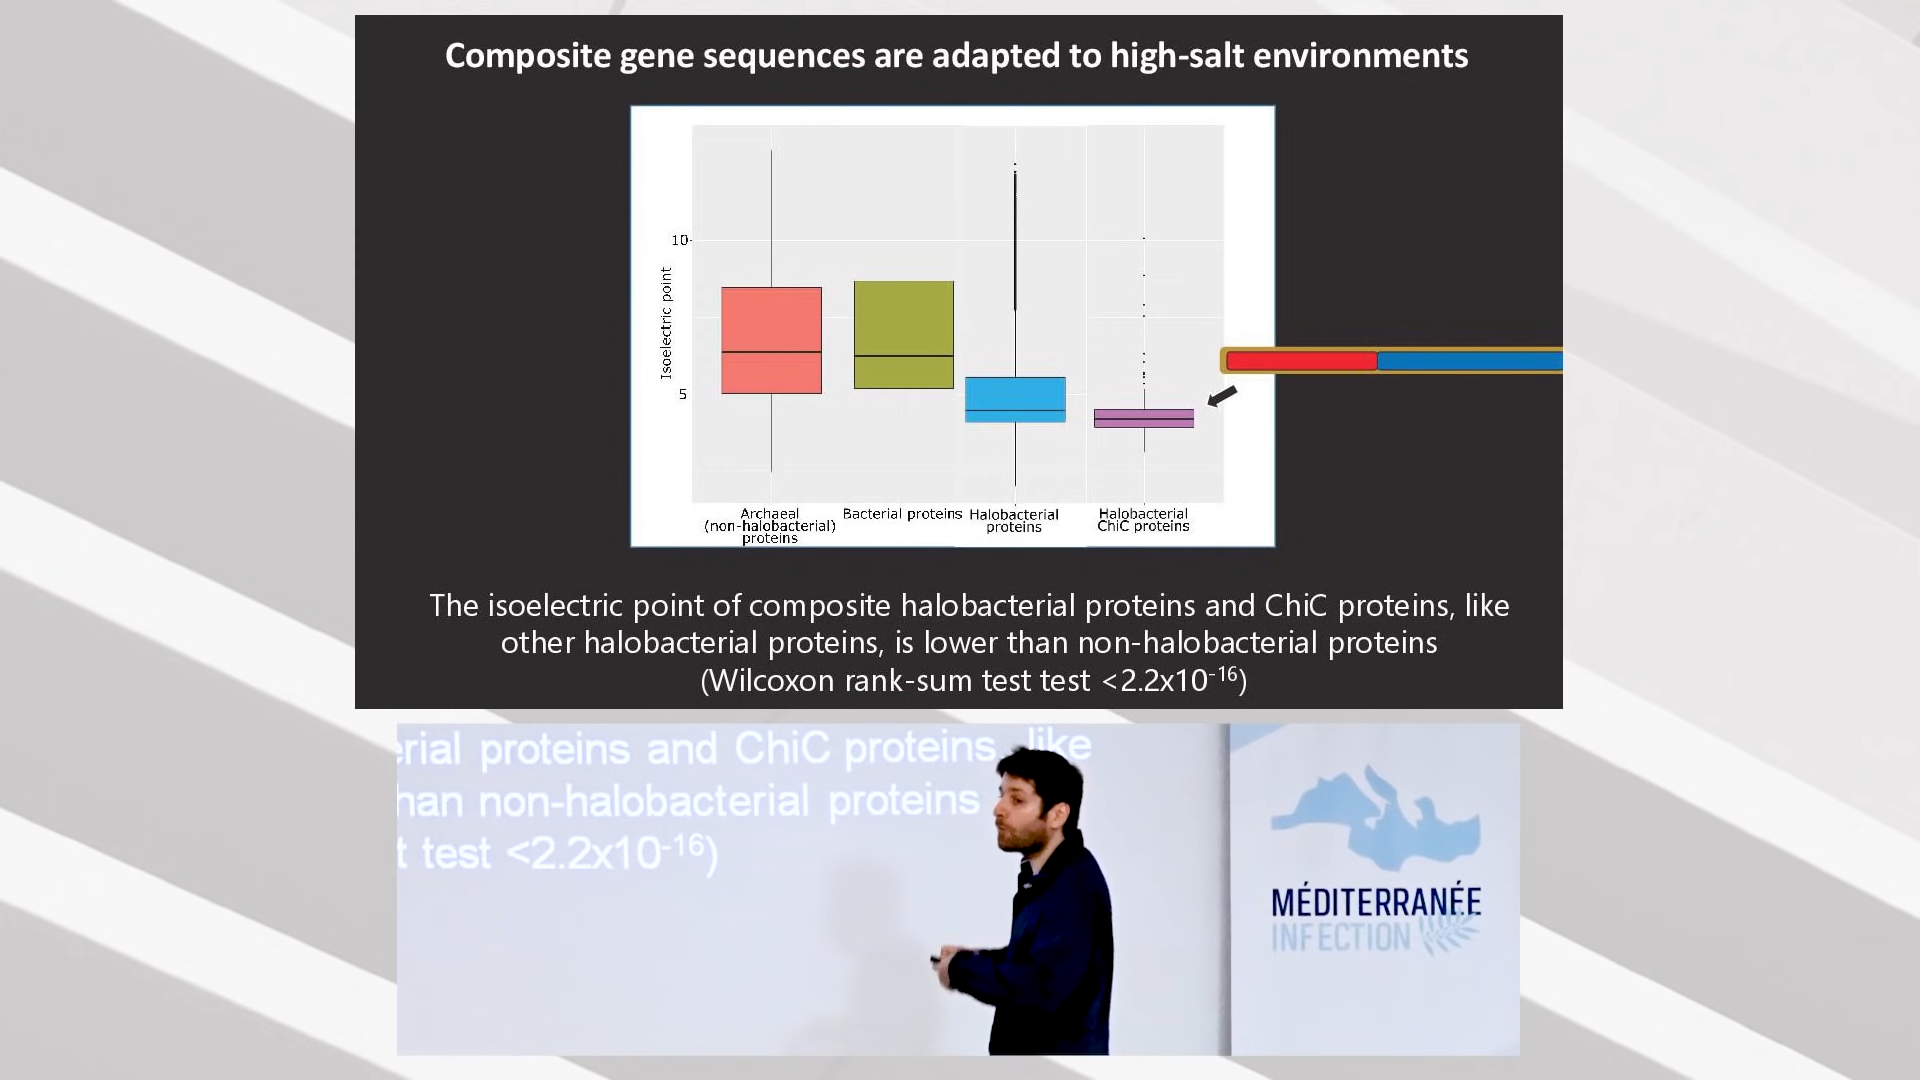 Composite gene sequences are adapted to high-salt environments
10
Isoelectric point
5
Archaeal
(non-halobacterial)
proteins
Bacterial proteins
Halobacterial
proteins
Halobacterial
ChiC proteins
The isoelectric point of composite halobacterial proteins and ChiC proteins, like
other halobacterial proteins, is lower than non-halobacterial proteins
(Wilcoxon rank-sum test test <2.2x10⁻¹⁶)
erial proteins and ChiC proteins, like
han non-halobacterial proteins
t test <2.2x10⁻¹⁶)
MÉDITERRANÉE
INFECTION